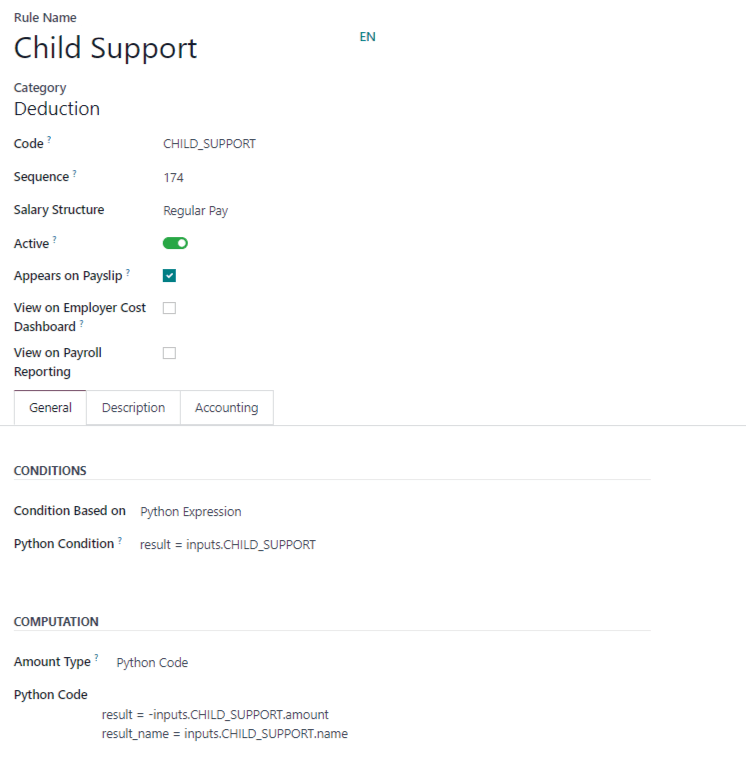 Rule Name
Child Support
EN
Category
Deduction
Code ?
CHILD_SUPPORT
Sequence ?
174
Salary Structure
Regular Pay
Active ?
Appears on Payslip ?
View on Employer Cost
Dashboard ?
View on Payroll
Reporting
General
Description
Accounting
CONDITIONS
Condition Based on
Python Expression
Python Condition ?
result = inputs.CHILD_SUPPORT
COMPUTATION
Amount Type ?
Python Code
Python Code
result = -inputs.CHILD_SUPPORT.amount
result_name = inputs.CHILD_SUPPORT.name